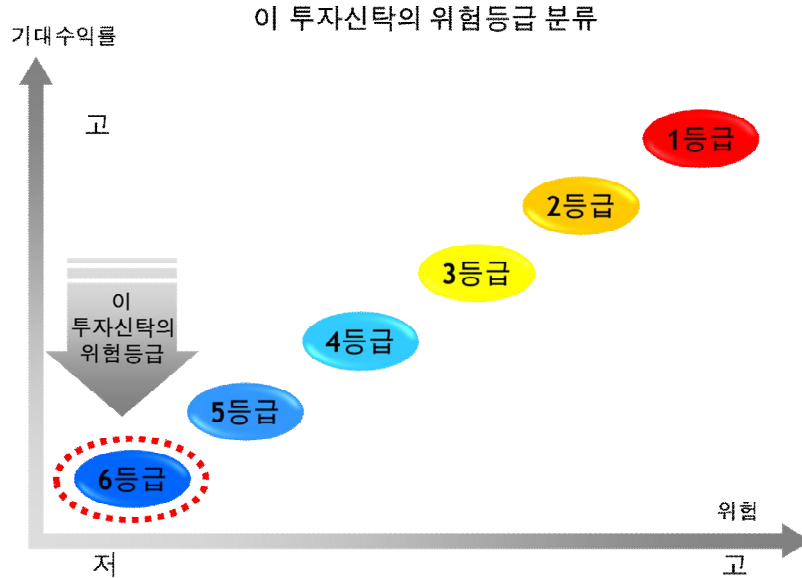 이 투자신탁의 위험등급 분류
기대수익률
고
1등급
2등급
3등급
이
투자신탁의
위험등급
4등급
5등급
6등급
위험
저
고